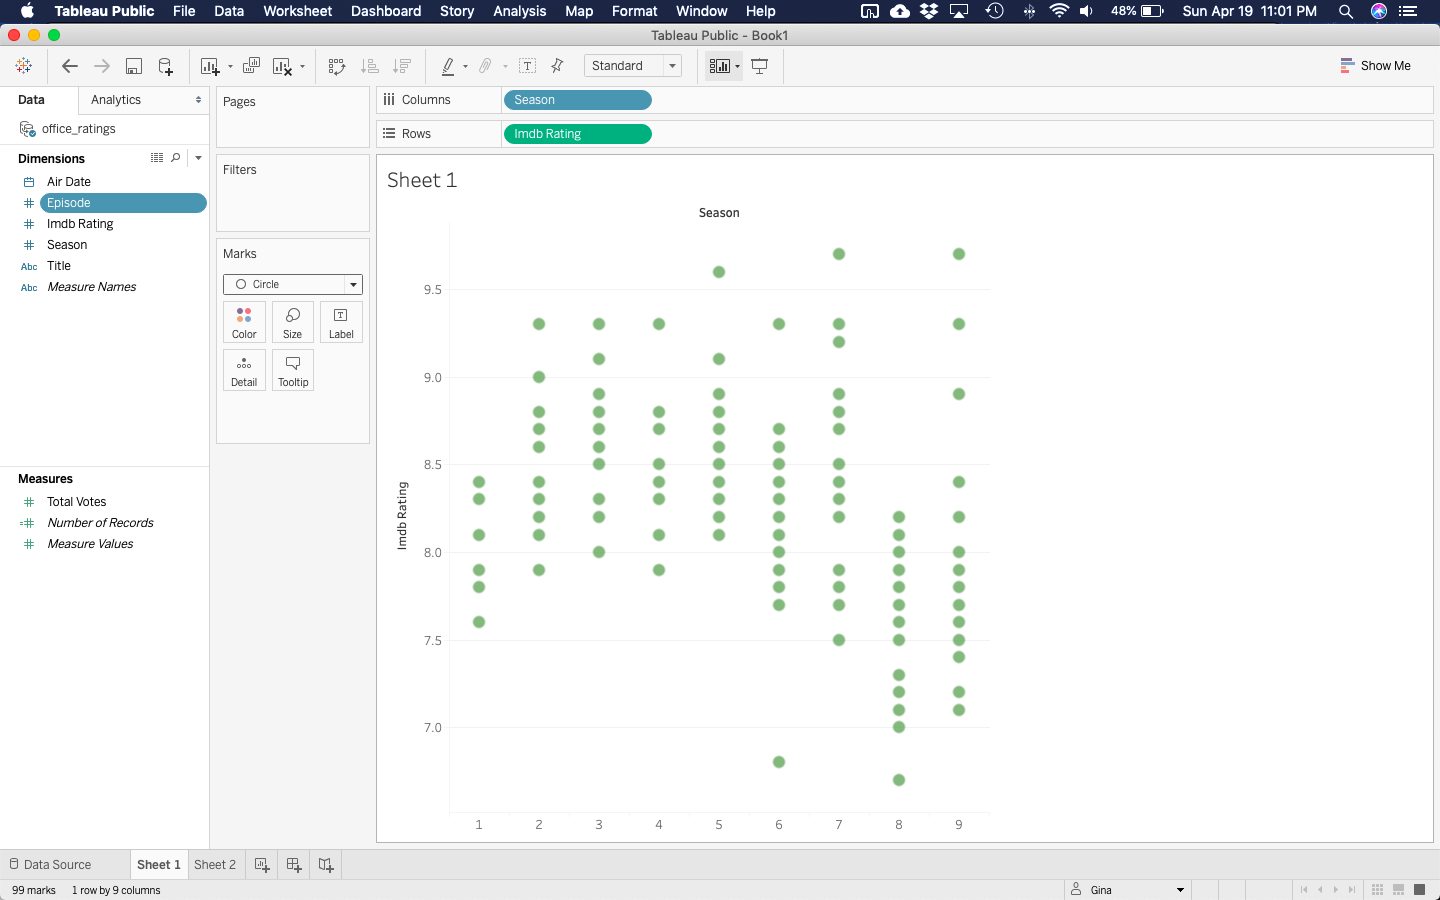 Tableau Public File Data Worksheet Dashboard Story Analysis Map Format Window Help 48% Sun Apr 19 11:01 PM
Tableau Public - Book1
Standard Show Me
Data Analytics
office_ratings
Dimensions
Air Date
Episode
Imdb Rating
Season
Abc Title
Abc Measure Names
Measures
Total Votes
Number of Records
Measure Values
Pages
Filters
Marks
Circle
Color Size T Label
Detail Tooltip
Columns Season
Rows Imdb Rating
Sheet 1
Season
Imdb Rating
9.5
9.0
8.5
8.0
7.5
7.0
1 2 3 4 5 6 7 8 9
Data Source Sheet 1 Sheet 2
99 marks 1 row by 9 columns Gina